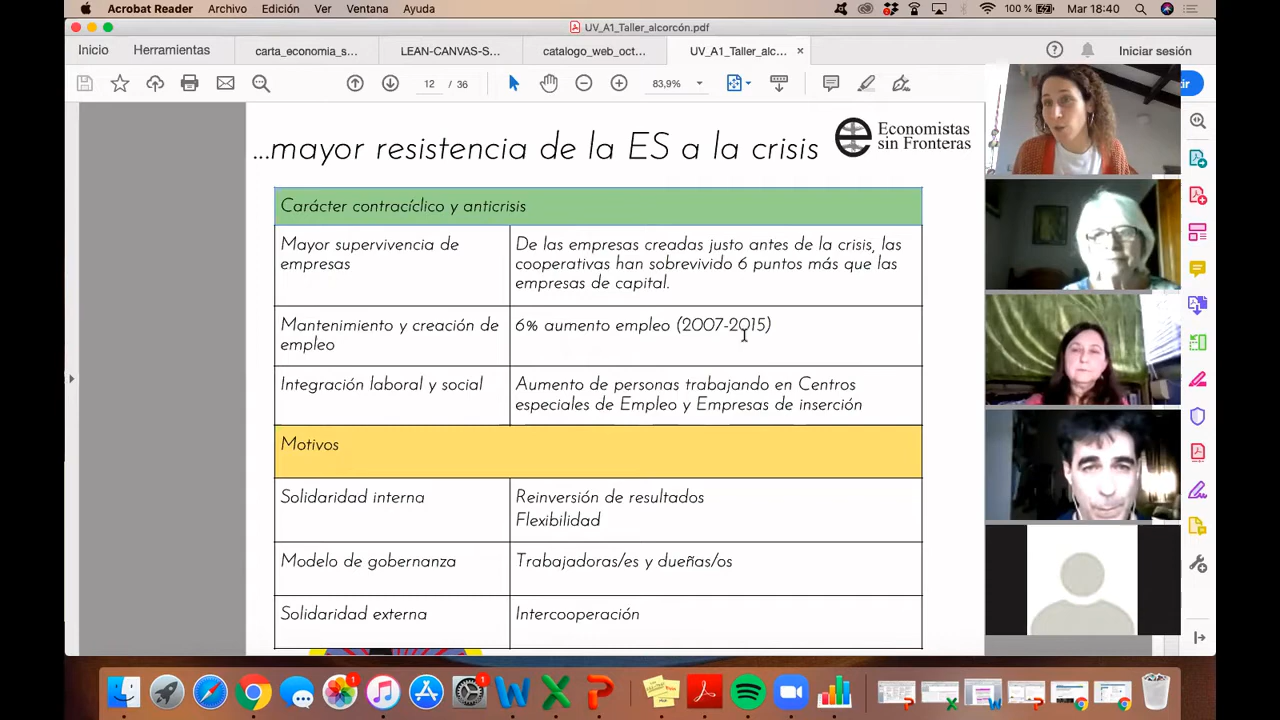 Acrobat Reader Archivo Edición Ver Ventana Ayuda 100 % Mar 18:40
UV_A1_Taller_alcorcón.pdf
Inicio Herramientas carta_economia_s... LEAN-CANVAS-S... catalogo_web_oct... UV_A1_Taller_alc... × Iniciar sesión
12 / 36 83,9%
...mayor resistencia de la ES a la crisis
Economistas
sin Fronteras
Carácter contracíclico y anticrisis
Mayor supervivencia de
empresas
De las empresas creadas justo antes de la crisis, las
cooperativas han sobrevivido 6 puntos más que las
empresas de capital.
Mantenimiento y creación de
empleo
6% aumento empleo (2007-2015)
Integración laboral y social
Aumento de personas trabajando en Centros
especiales de Empleo y Empresas de inserción
Motivos
Solidaridad interna
Reinversión de resultados
Flexibilidad
Modelo de gobernanza
Trabajadoras/es y dueñas/os
Solidaridad externa
Intercooperación